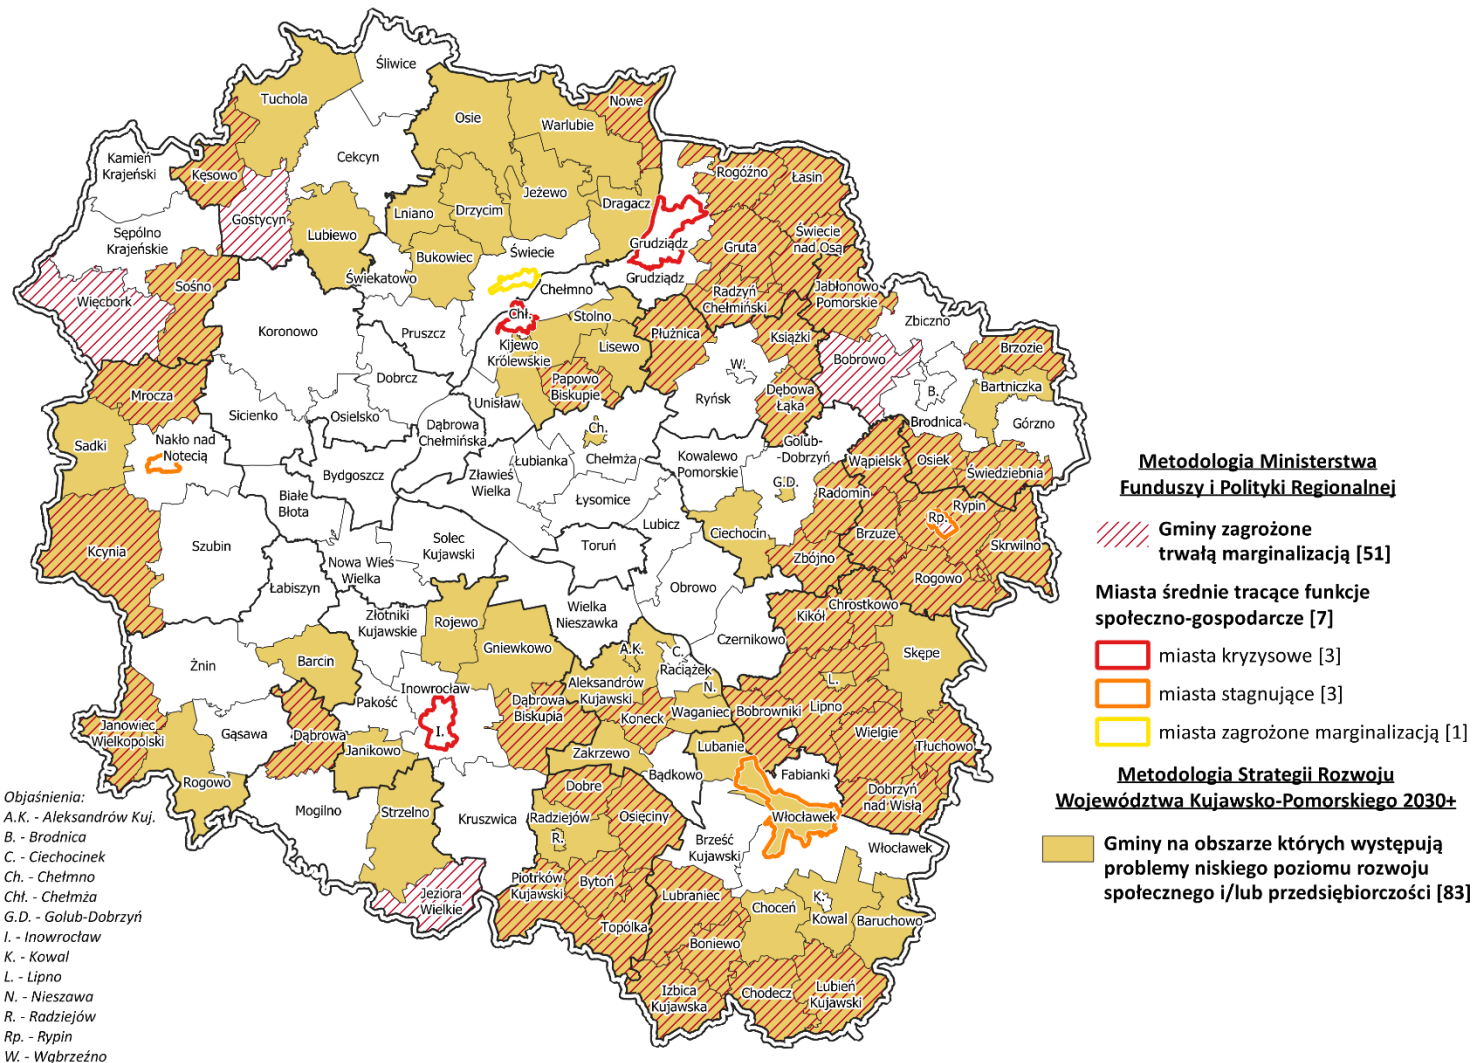 Śliwice
Tuchola
Nowe
Osie
Warlubie
Kamień
Krajeński
Cekcyn
Kęsowo
Rogóźno
Łasin
Jeżewo
Gostycyn
Lniano
Drzycim
Dragacz
Sępólno
Krajeńskie
Lubiewo
Świecie
nad Osą
Grudziądz
Gruta
Świecie
Bukowiec
Świekatowo
Grudziądz
Sośno
Więcbork
Chełmno
Radzyń
Chełmiński
Jabłonowo
Pomorskie
Chł.
Stolno
Zbiczno
Koronowo
Pruszcz
Płużnica
Książki
Kijewo
Królewskie
Lisewo
Brzozie
Bobrowo
W.
Dobrcz
Papowo
Biskupie
Dębowa
Łąka
B.
Bartniczka
Mrocza
Unisław
Ryńsk
Sicienko
Osielsko
Dąbrowa
Chełmińska
Ch.
Brodnica
Górzno
Sadki
Nakło nad
Notecią
Golub-
-Dobrzyń
Łubianka
Chełmża
Kowalewo
Pomorskie
Wąpielsk
Osiek
Świedziebnia
Bydgoszcz
Zławieś
Wielka
G.D.
Radomin
Białe
Błota
Łysomice
Rypin
Rp.
Lubicz
Ciechocin
Brzuze
Kcynia
Szubin
Solec
Kujawski
Toruń
Skrwilno
Nowa Wieś
Wielka
Zbójno
Rogowo
Łabiszyn
Obrowo
Złotniki
Kujawskie
Rojewo
Wielka
Nieszawka
Chrostkowo
Kikół
Czernikowo
Gniewkowo
A.K.
C.
Skępe
Żnin
Barcin
Raciążek
L.
Inowrocław
Aleksandrów
Kujawski
N.
Pakość
Dąbrowa
Biskupia
Koneck
Waganiec
Bobrowniki
Lipno
Janowiec
Wielkopolski
Gąsawa
Dąbrowa
I.
Wielgie
Janikowo
Zakrzewo
Lubanie
Tłuchowo
Bądkowo
Fabianki
Rogowo
Dobre
Dobrzyń
nad Wisłą
Mogilno
Strzelno
Kruszwica
Radziejów
Osięciny
Włocławek
R.
Brześć
Kujawski
Włocławek
Piotrków
Kujawski
Bytoń
Jeziora
Wielkie
Lubraniec
K.
Choceń
Kowal
Baruchowo
Topólka
Boniewo
Izbica
Kujawska
Chodecz
Lubień
Kujawski
Objaśnienia:
A.K. - Aleksandrów Kuj.
B. - Brodnica
C. - Ciechocinek
Ch. - Chełmno
Chł. - Chełmża
G.D. - Golub-Dobrzyń
I. - Inowrocław
K. - Kowal
L. - Lipno
N. - Nieszawa
R. - Radziejów
Rp. - Rypin
W. - Wąbrzeźno
Metodologia Ministerstwa
Funduszy i Polityki Regionalnej
Gminy zagrożone
trwałą marginalizacją [51]
Miasta średnie tracące funkcje
społeczno-gospodarcze [7]
miasta kryzysowe [3]
miasta stagnujące [3]
miasta zagrożone marginalizacją [1]
Metodologia Strategii Rozwoju
Województwa Kujawsko-Pomorskiego 2030+
Gminy na obszarze których występują
problemy niskiego poziomu rozwoju
społecznego i/lub przedsiębiorczości [83]